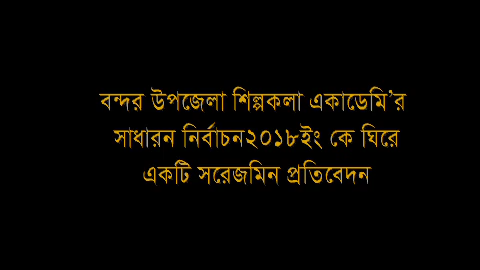 বন্দর উপজেলা শিল্পকলা একাডেমি'র
সাধারন নির্বাচন২০১৮ইং কে ঘিরে
একটি সরেজমিন প্রতিবেদন